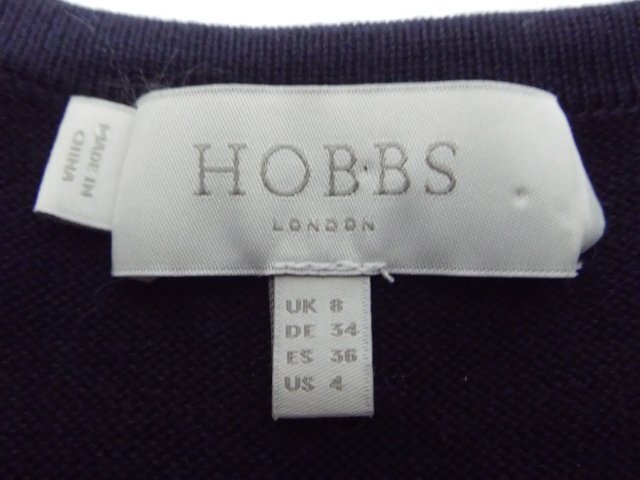 MADE IN
CHINA
HOBBS
LONDON
UK 8
DE 34
ES 36
US 4